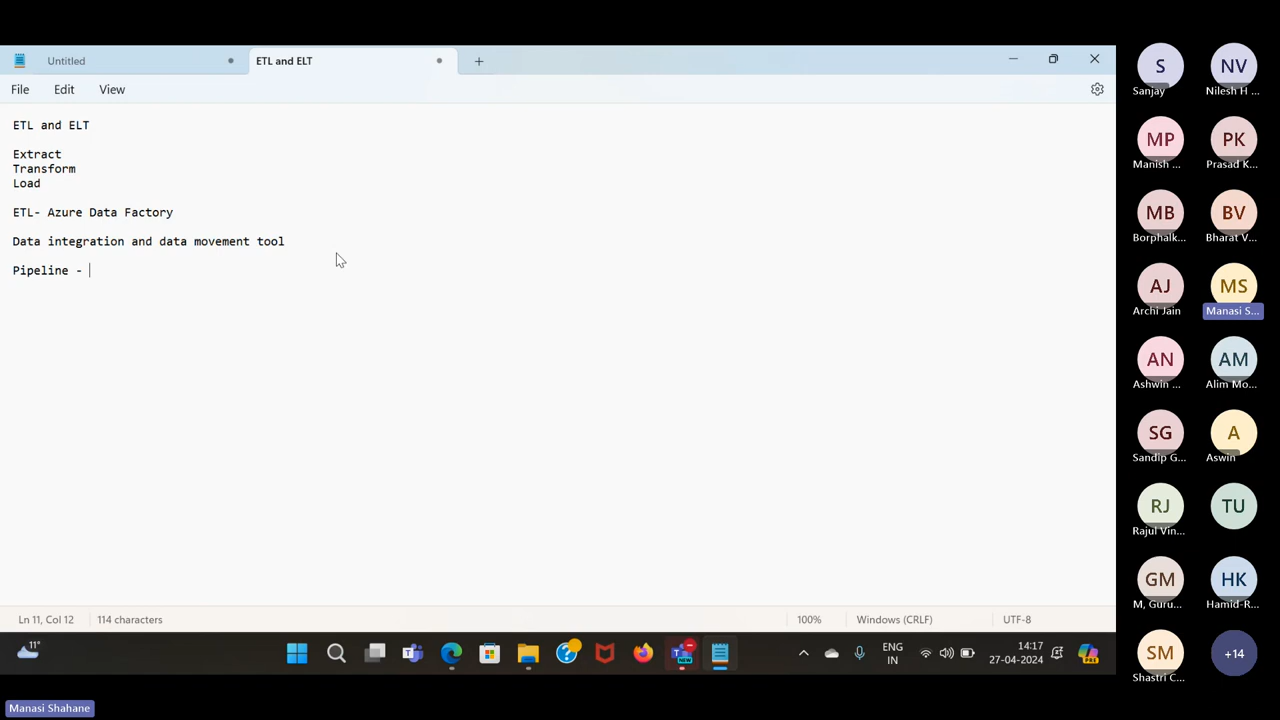 Untitled
ETL and ELT
File
Edit
View
ETL and ELT
Extract
Transform
Load
ETL- Azure Data Factory
Data integration and data movement tool
Pipeline -
Ln 11, Col 12
114 characters
100%
Windows (CRLF)
UTF-8
11°
NEW
ENG
IN
14:17
27-04-2024
PRE
Manasi Shahane
S
Sanjay
NV
Nilesh H ...
MP
Manish ...
PK
Prasad K...
MB
Borphalk...
BV
Bharat V...
AJ
Archi Jain
MS
Manasi S...
AN
Ashwin ...
AM
Alim Mo...
SG
Sandip G...
A
Aswin
RJ
Rajul Vin...
TU
GM
M, Guru...
HK
Hamid-R...
SM
Shastri C...
+14